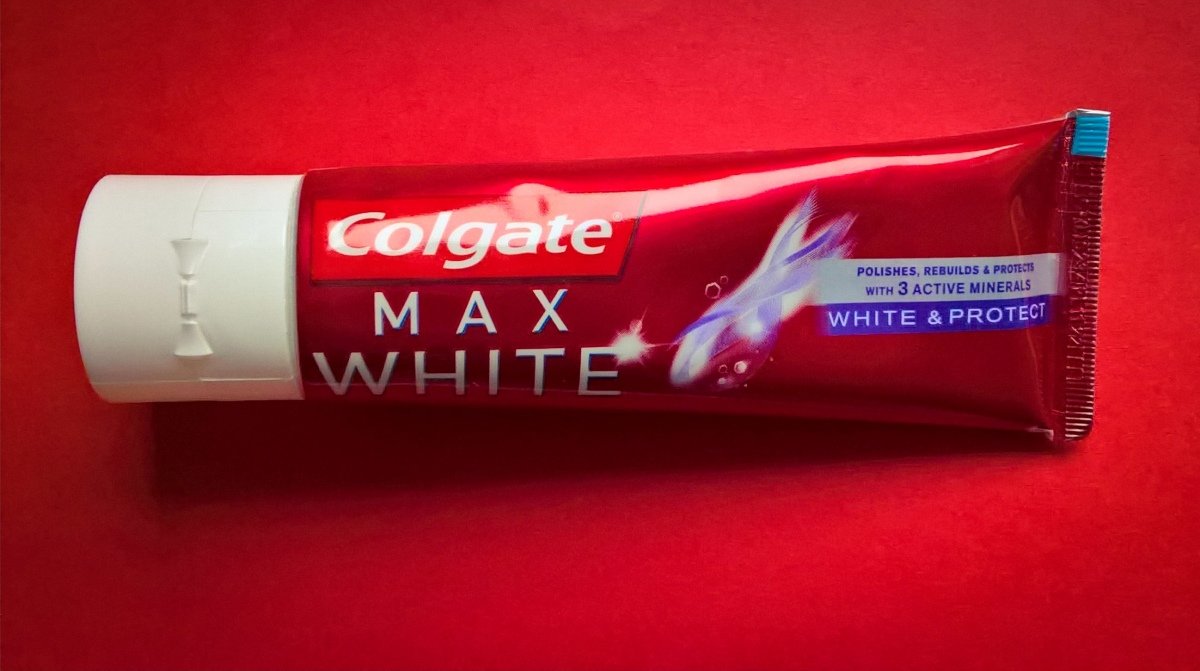 Colgate®
MAX
WHITE
POLISHES, REBUILDS & PROTECTS
WITH 3 ACTIVE MINERALS
WHITE & PROTECT